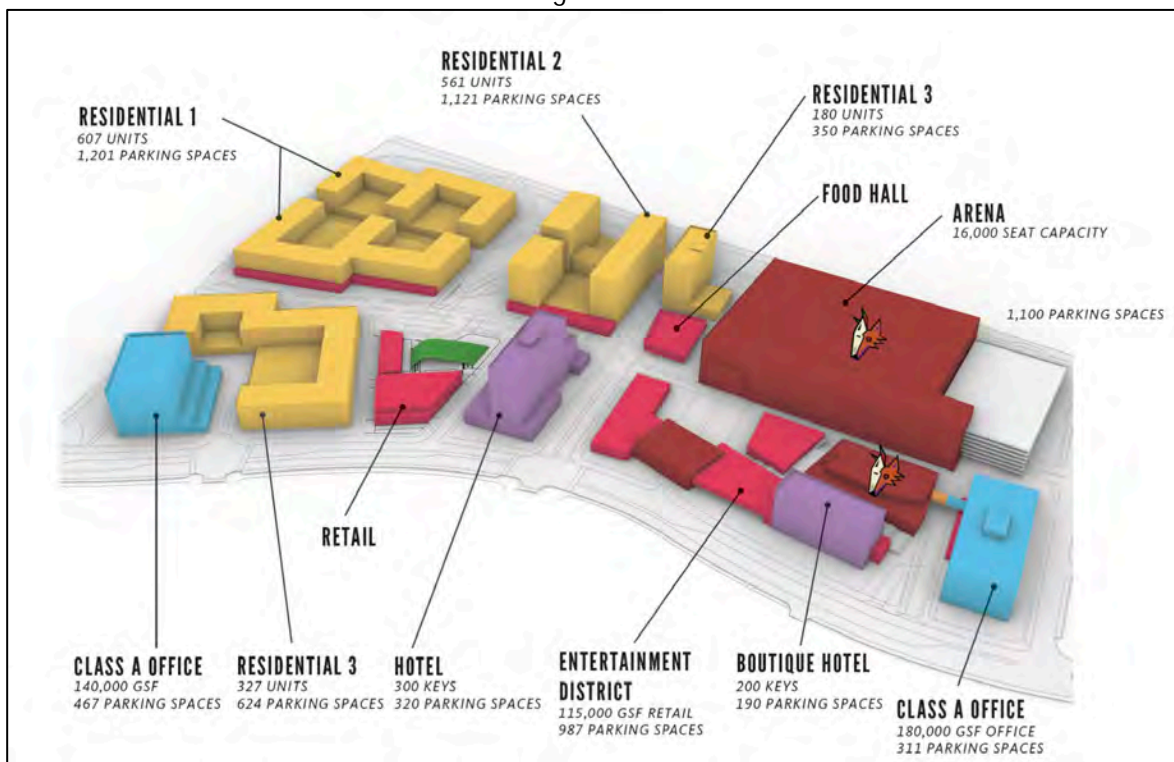 RESIDENTIAL 2
561 UNITS
1,121 PARKING SPACES
RESIDENTIAL 3
180 UNITS
350 PARKING SPACES
RESIDENTIAL 1
607 UNITS
1,201 PARKING SPACES
FOOD HALL
ARENA
16,000 SEAT CAPACITY
1,100 PARKING SPACES
RETAIL
CLASS A OFFICE
140,000 GSF
467 PARKING SPACES
RESIDENTIAL 3
327 UNITS
624 PARKING SPACES
HOTEL
300 KEYS
320 PARKING SPACES
ENTERTAINMENT
DISTRICT
115,000 GSF RETAIL
987 PARKING SPACES
BOUTIQUE HOTEL
200 KEYS
190 PARKING SPACES
CLASS A OFFICE
180,000 GSF OFFICE
311 PARKING SPACES